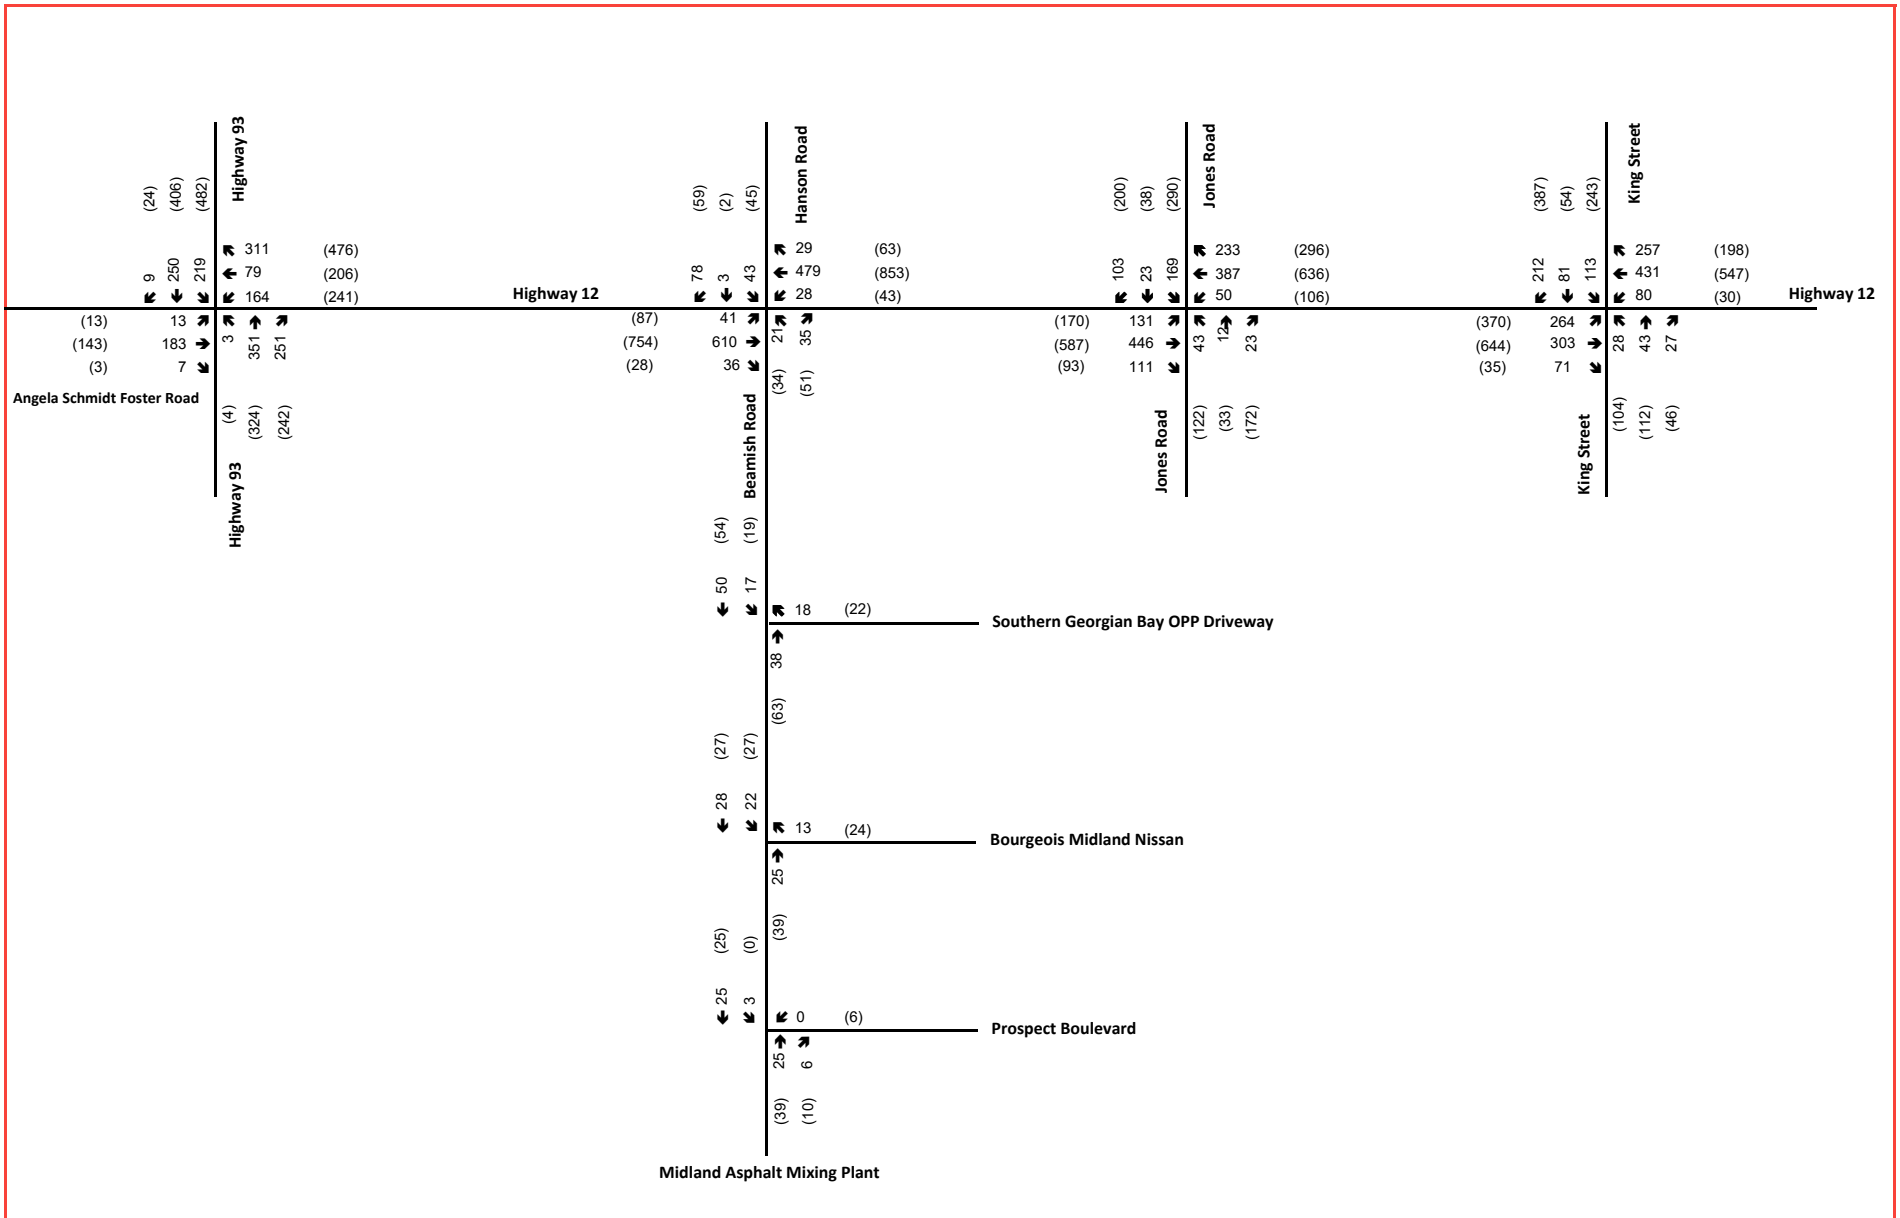 Highway 93
(24) (406) (482)
9 250 219
311 (476)
79 (206)
164 (241)
(13) 13
(143) 183
(3) 7
3 351 251
(4) (324) (242)
Angela Schmidt Foster Road
Highway 93
Highway 12
Hanson Road
(59) (2) (45)
78 3 43
29 (63)
479 (853)
28 (43)
(87) 41
(754) 610
(28) 36
21 35
(34) (51)
Beamish Road
Jones Road
(200) (38) (290)
103 23 169
233 (296)
387 (636)
50 (106)
(170) 131
(587) 446
(93) 111
43 12 23
(122) (33) (172)
Jones Road
King Street
(387) (54) (243)
212 81 113
257 (198)
431 (547)
80 (30)
Highway 12
(370) 264
(644) 303
(35) 71
28 43 27
(104) (112) (46)
King Street
(54) (19)
50 17
18 (22)
Southern Georgian Bay OPP Driveway
38
(63)
(27) (27)
28 22
13 (24)
Bourgeois Midland Nissan
25
(39)
(25) (0)
25 3
0 (6)
Prospect Boulevard
25 6
(39) (10)
Midland Asphalt Mixing Plant